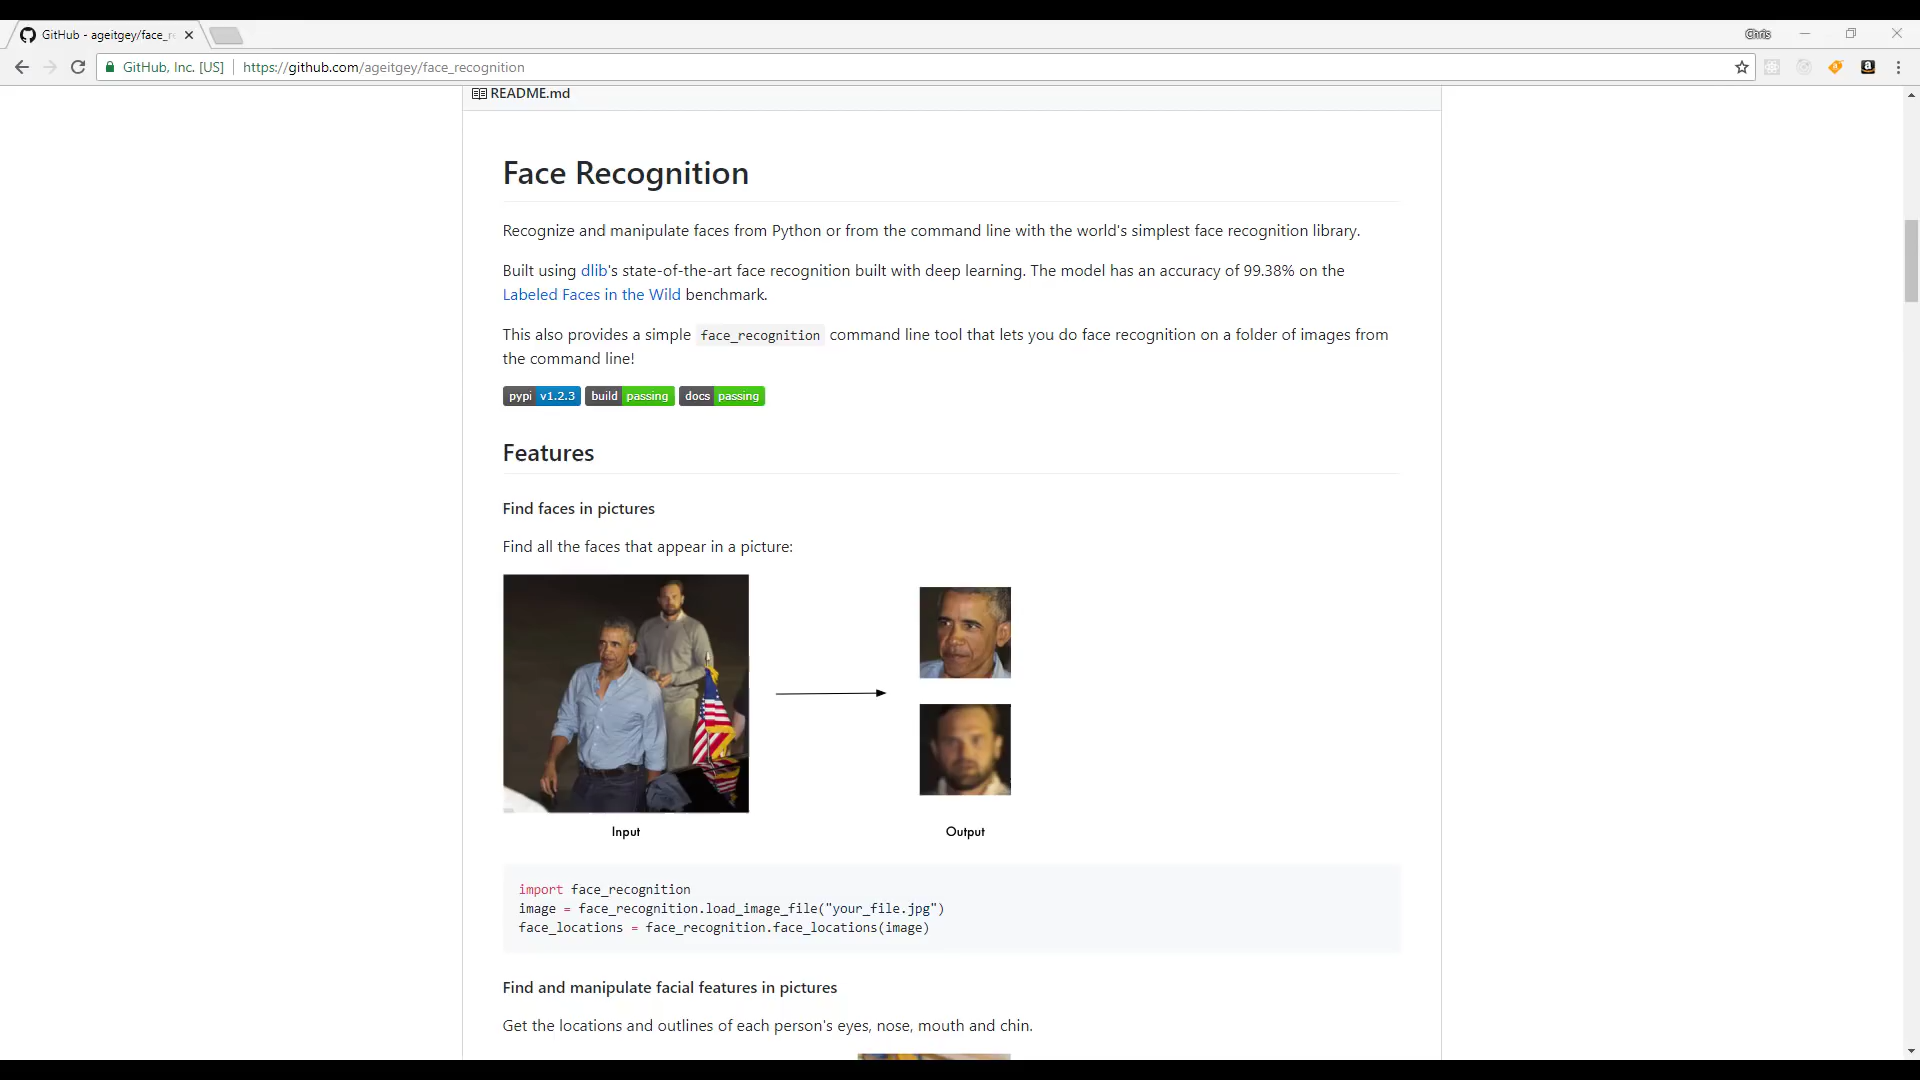 GitHub - ageitgey/face_r
Chris
GitHub, Inc. [US] https://github.com/ageitgey/face_recognition
README.md
Face Recognition
Recognize and manipulate faces from Python or from the command line with the world's simplest face recognition library.
Built using dlib's state-of-the-art face recognition built with deep learning. The model has an accuracy of 99.38% on the
Labeled Faces in the Wild benchmark.
This also provides a simple face_recognition command line tool that lets you do face recognition on a folder of images from
the command line!
pypi v1.2.3 build passing docs passing
Features
Find faces in pictures
Find all the faces that appear in a picture:
Input Output
import face_recognition
image = face_recognition.load_image_file("your_file.jpg")
face_locations = face_recognition.face_locations(image)
Find and manipulate facial features in pictures
Get the locations and outlines of each person's eyes, nose, mouth and chin.